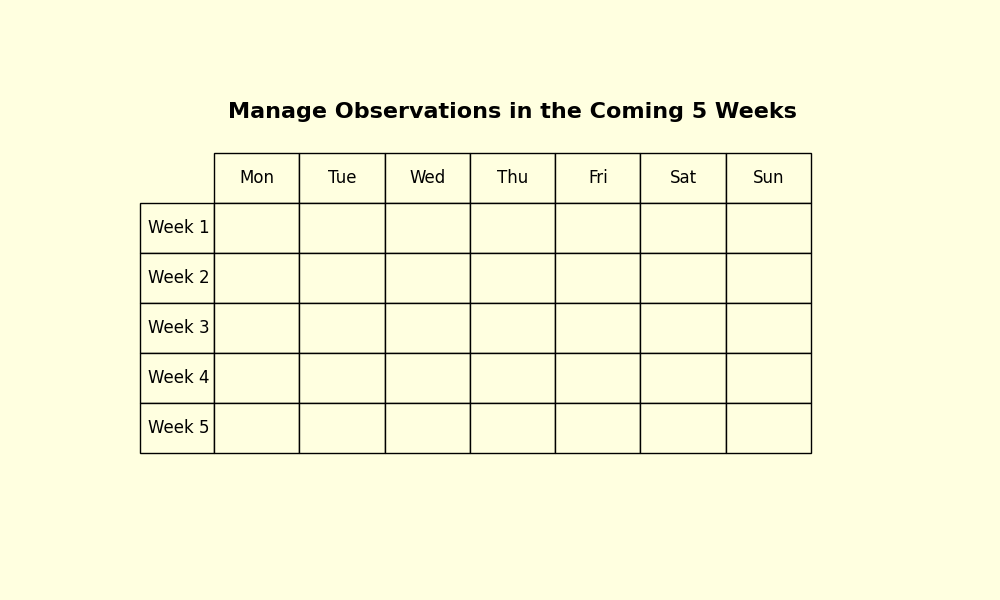 Manage Observations in the Coming 5 Weeks
Mon Tue Wed Thu Fri Sat Sun
Week 1
Week 2
Week 3
Week 4
Week 5